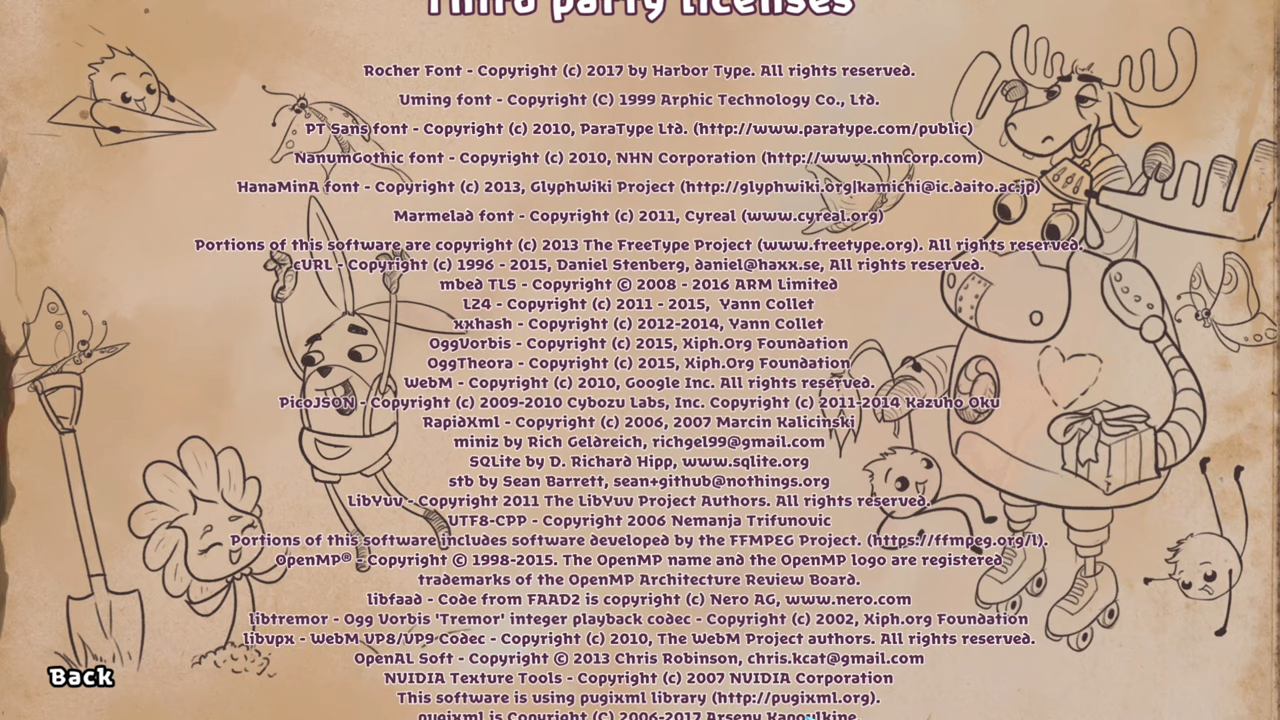 Third party licenses
Rocher Font - Copyright (c) 2017 by Harbor Type. All rights reserved.
Uming font - Copyright (C) 1999 Arphic Technology Co., Ltd.
PT Sans font - Copyright (c) 2010, ParaType Ltd. (http://www.paratype.com/public)
NanumGothic font - Copyright (c) 2010, NHN Corporation (http://www.nhncorp.com)
HanaMinA font - Copyright (c) 2013, GlyphWiki Project (http://glyphwiki.org|kamichi@ic.daito.ac.jp)
Marmelad font - Copyright (c) 2011, Cyreal (www.cyreal.org)
Portions of this software are copyright (c) 2013 The FreeType Project (www.freetype.org). All rights reserved.
cURL - Copyright (c) 1996 - 2015, Daniel Stenberg, daniel@haxx.se, All rights reserved.
mbed TLS - Copyright © 2008 - 2016 ARM Limited
LZ4 - Copyright (c) 2011 - 2015, Yann Collet
xxhash - Copyright (c) 2012-2014, Yann Collet
OggVorbis - Copyright (c) 2015, Xiph.Org Foundation
OggTheora - Copyright (c) 2015, Xiph.Org Foundation
WebM - Copyright (c) 2010, Google Inc. All rights reserved.
PicoJSON - Copyright (c) 2009-2010 Cybozu Labs, Inc. Copyright (c) 2011-2014 Kazuho Oku
RapidXml - Copyright (c) 2006, 2007 Marcin Kalicinski
miniz by Rich Geldreich, richgel99@gmail.com
SQLite by D. Richard Hipp, www.sqlite.org
stb by Sean Barrett, sean+github@nothings.org
LibYuv - Copyright 2011 The LibYuv Project Authors. All rights reserved.
UTF8-CPP - Copyright 2006 Nemanja Trifunovic
Portions of this software includes software developed by the FFMPEG Project. (https://ffmpeg.org/l).
OpenMP® - Copyright © 1998-2015. The OpenMP name and the OpenMP logo are registered
trademarks of the OpenMP Architecture Review Board.
libfaad - Code from FAAD2 is copyright (c) Nero AG, www.nero.com
libtremor - Ogg Vorbis 'Tremor' integer playback codec - Copyright (c) 2002, Xiph.org Foundation
libvpx - WebM VP8/VP9 Codec - Copyright (c) 2010, The WebM Project authors. All rights reserved.
OpenAL Soft - Copyright © 2013 Chris Robinson, chris.kcat@gmail.com
Back
NVIDIA Texture Tools - Copyright (c) 2007 NVIDIA Corporation
This software is using pugixml library (http://pugixml.org).
pugixml is Copyright (C) 2006-2017 Arseny Kapoulkine.